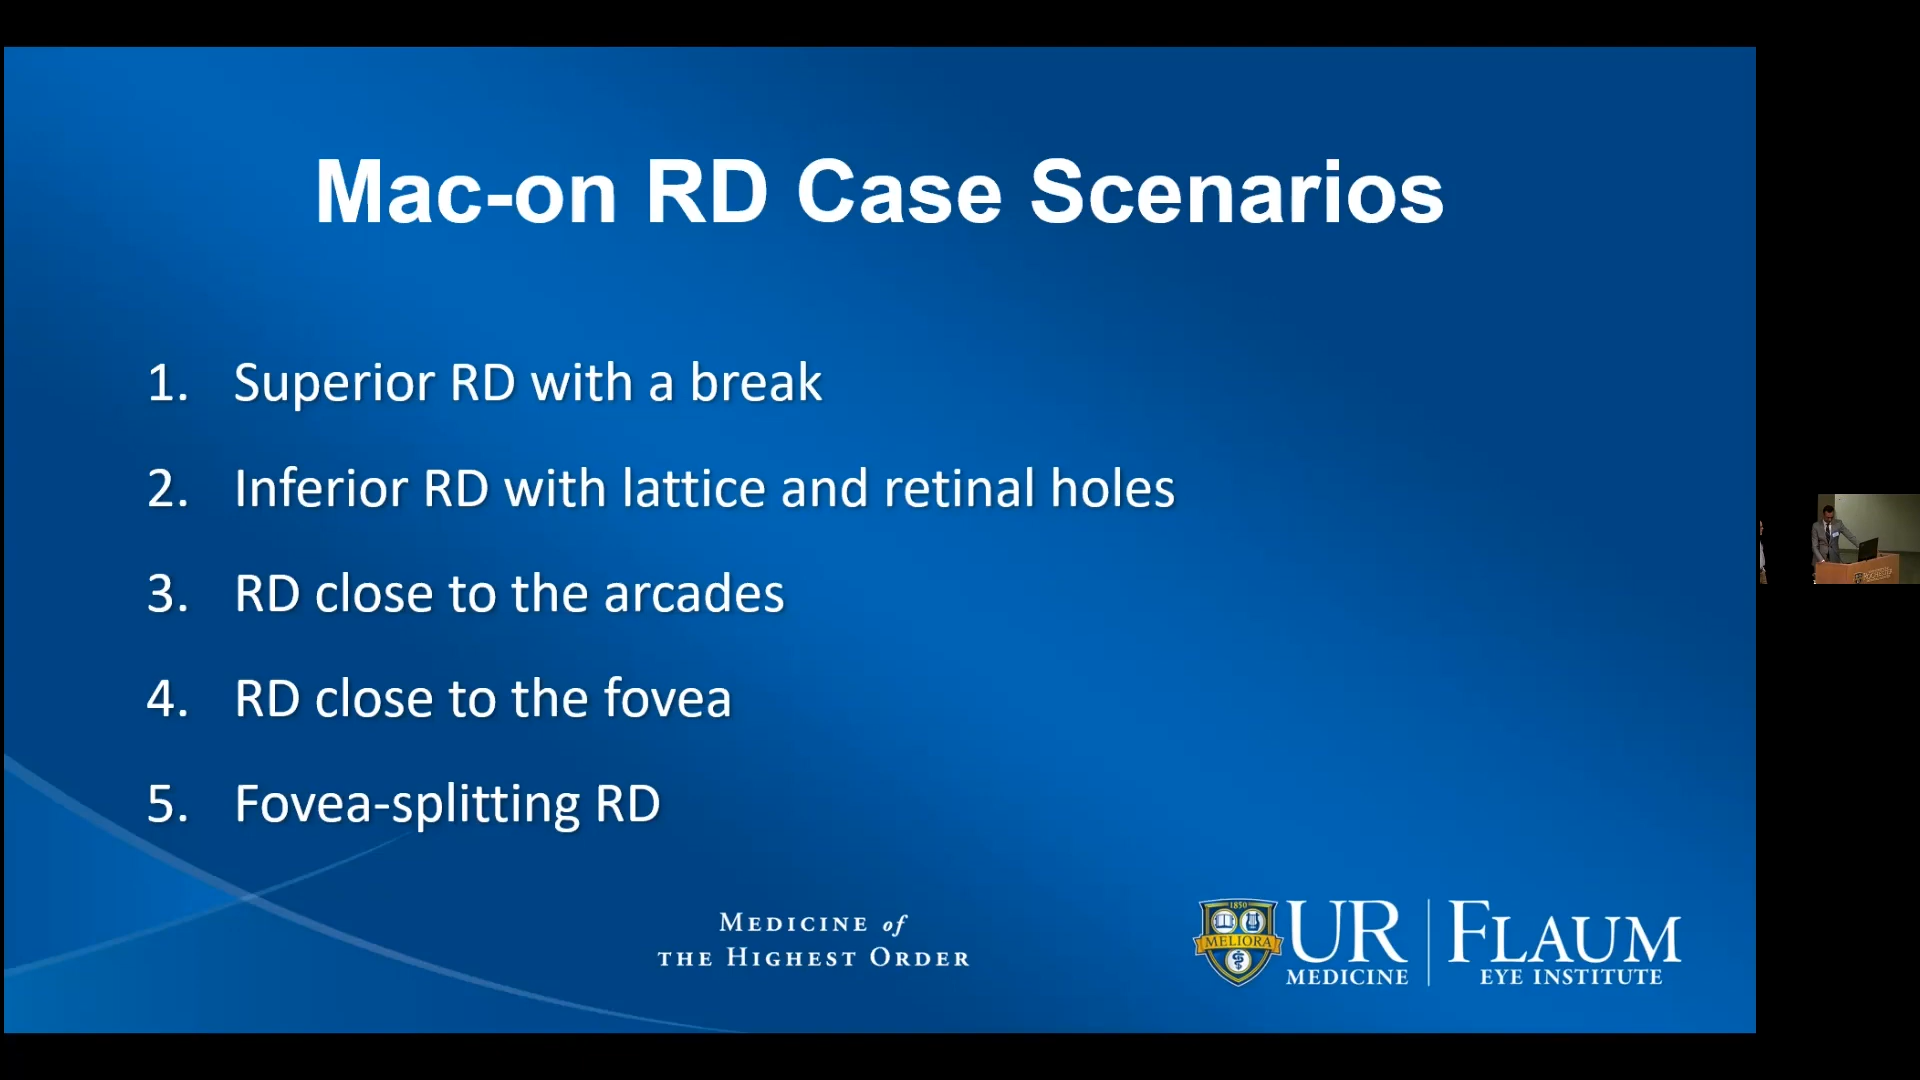 Mac-on RD Case Scenarios
1. Superior RD with a break
2. Inferior RD with lattice and retinal holes
3. RD close to the arcades
4. RD close to the fovea
5. Fovea-splitting RD
MEDICINE of
THE HIGHEST ORDER
1850
MELIORA
UR
MEDICINE
FLAUM
EYE INSTITUTE